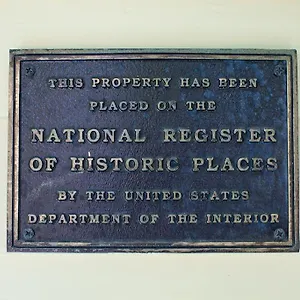 THIS PROPERTY HAS BEEN
PLACED ON THE
NATIONAL REGISTER
OF HISTORIC PLACES
BY THE UNITED STATES
DEPARTMENT OF THE INTERIOR